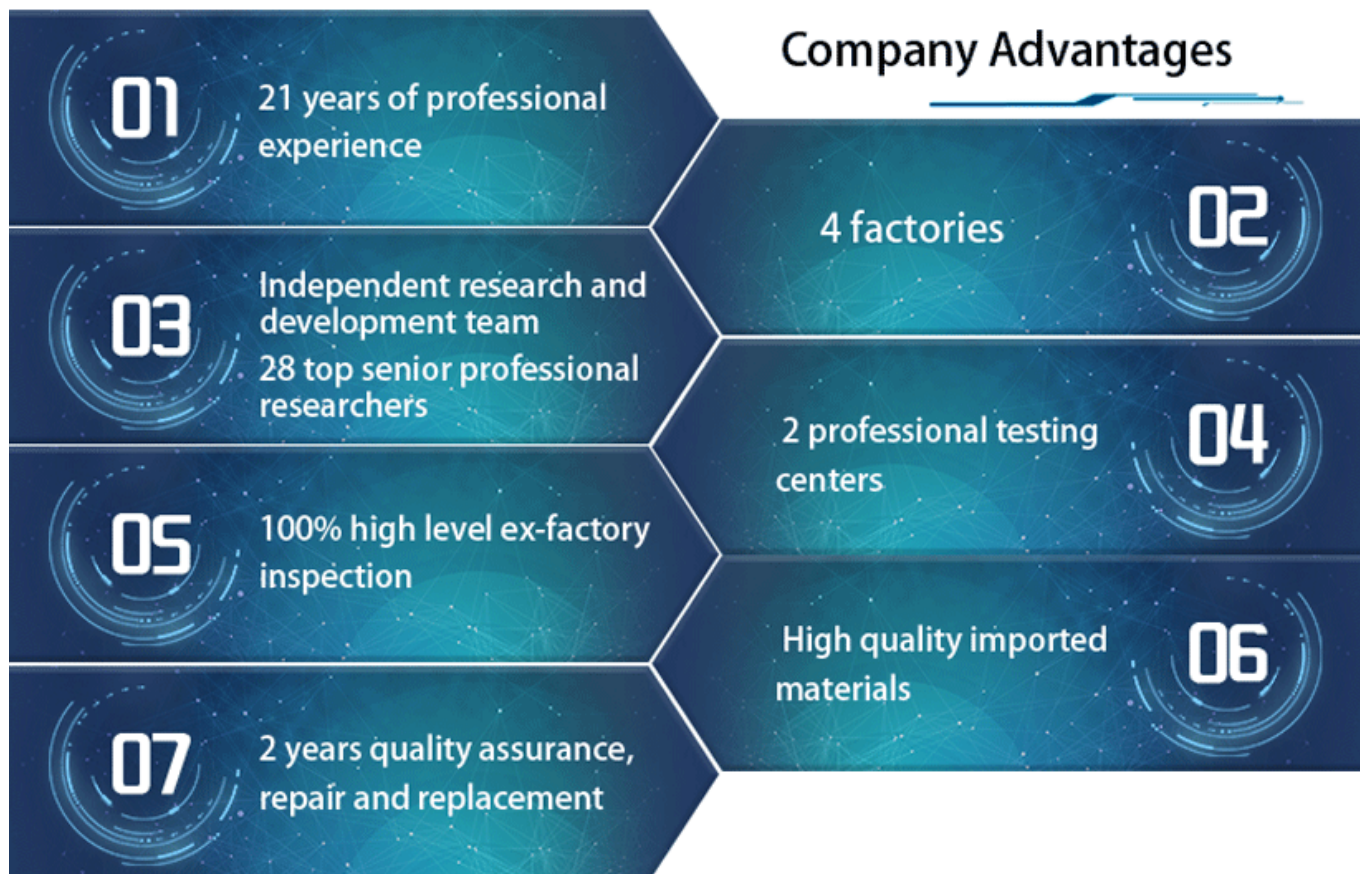 Company Advantages
01
21 years of professional
experience
02
4 factories
03
Independent research and
development team
28 top senior professional
researchers
04
2 professional testing
centers
05
100% high level ex-factory
inspection
06
High quality imported
materials
07
2 years quality assurance,
repair and replacement